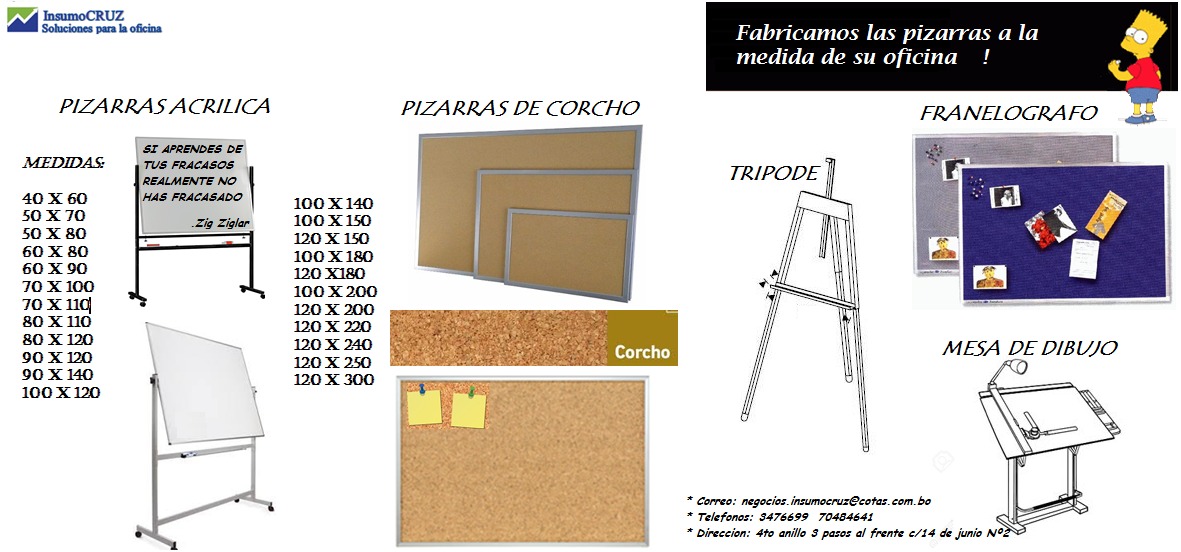 InsumoCRUZ
Soluciones para la oficina
Fabricamos las pizarras a la
medida de su oficina !
PIZARRAS ACRILICA
MEDIDAS:
40 X 60
50 X 70
50 X 80
60 X 80
60 X 90
70 X 100
70 X 110
80 X 110
80 X 120
90 X 120
90 X 140
100 X 120
SI APRENDES DE
TUS FRACASOS
REALMENTE NO
HAS FRACASADO
.Zig Ziglar
100 X 140
100 X 150
120 X 150
100 X 180
120 X180
100 X 200
120 X 200
120 X 220
120 X 240
120 X 250
120 X 300
PIZARRAS DE CORCHO
Corcho
TRIPODE
FRANELOGRAFO
MESA DE DIBUJO
* Correo: negocios.insumocruz@cotas.com.bo
* Telefonos: 3476699 70484641
* Direccion: 4to anillo 3 pasos al frente c/14 de junio Nº2